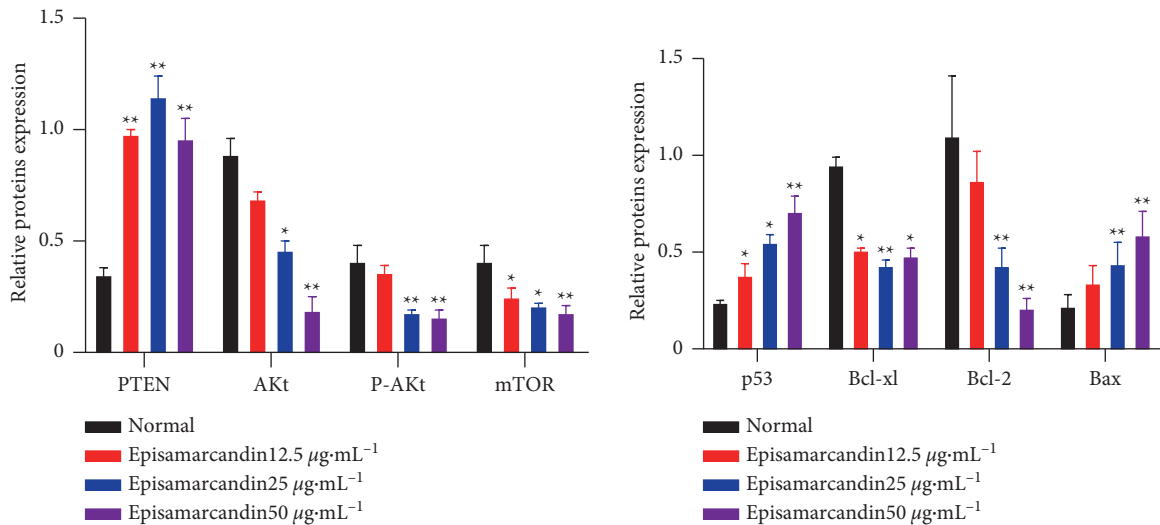 Relative proteins expression
1.5
1.0
0.5
0
**
**
**
*
**
**
**
*
*
**
PTEN
AKt
P-AKt
mTOR
Normal
Episamarcandin12.5 μg·mL⁻¹
Episamarcandin25 μg·mL⁻¹
Episamarcandin50 μg·mL⁻¹
Relative proteins expression
1.5
1.0
0.5
0
*
*
**
*
**
*
**
**
**
**
p53
Bcl-xl
Bcl-2
Bax
Normal
Episamarcandin12.5 μg·mL⁻¹
Episamarcandin25 μg·mL⁻¹
Episamarcandin50 μg·mL⁻¹